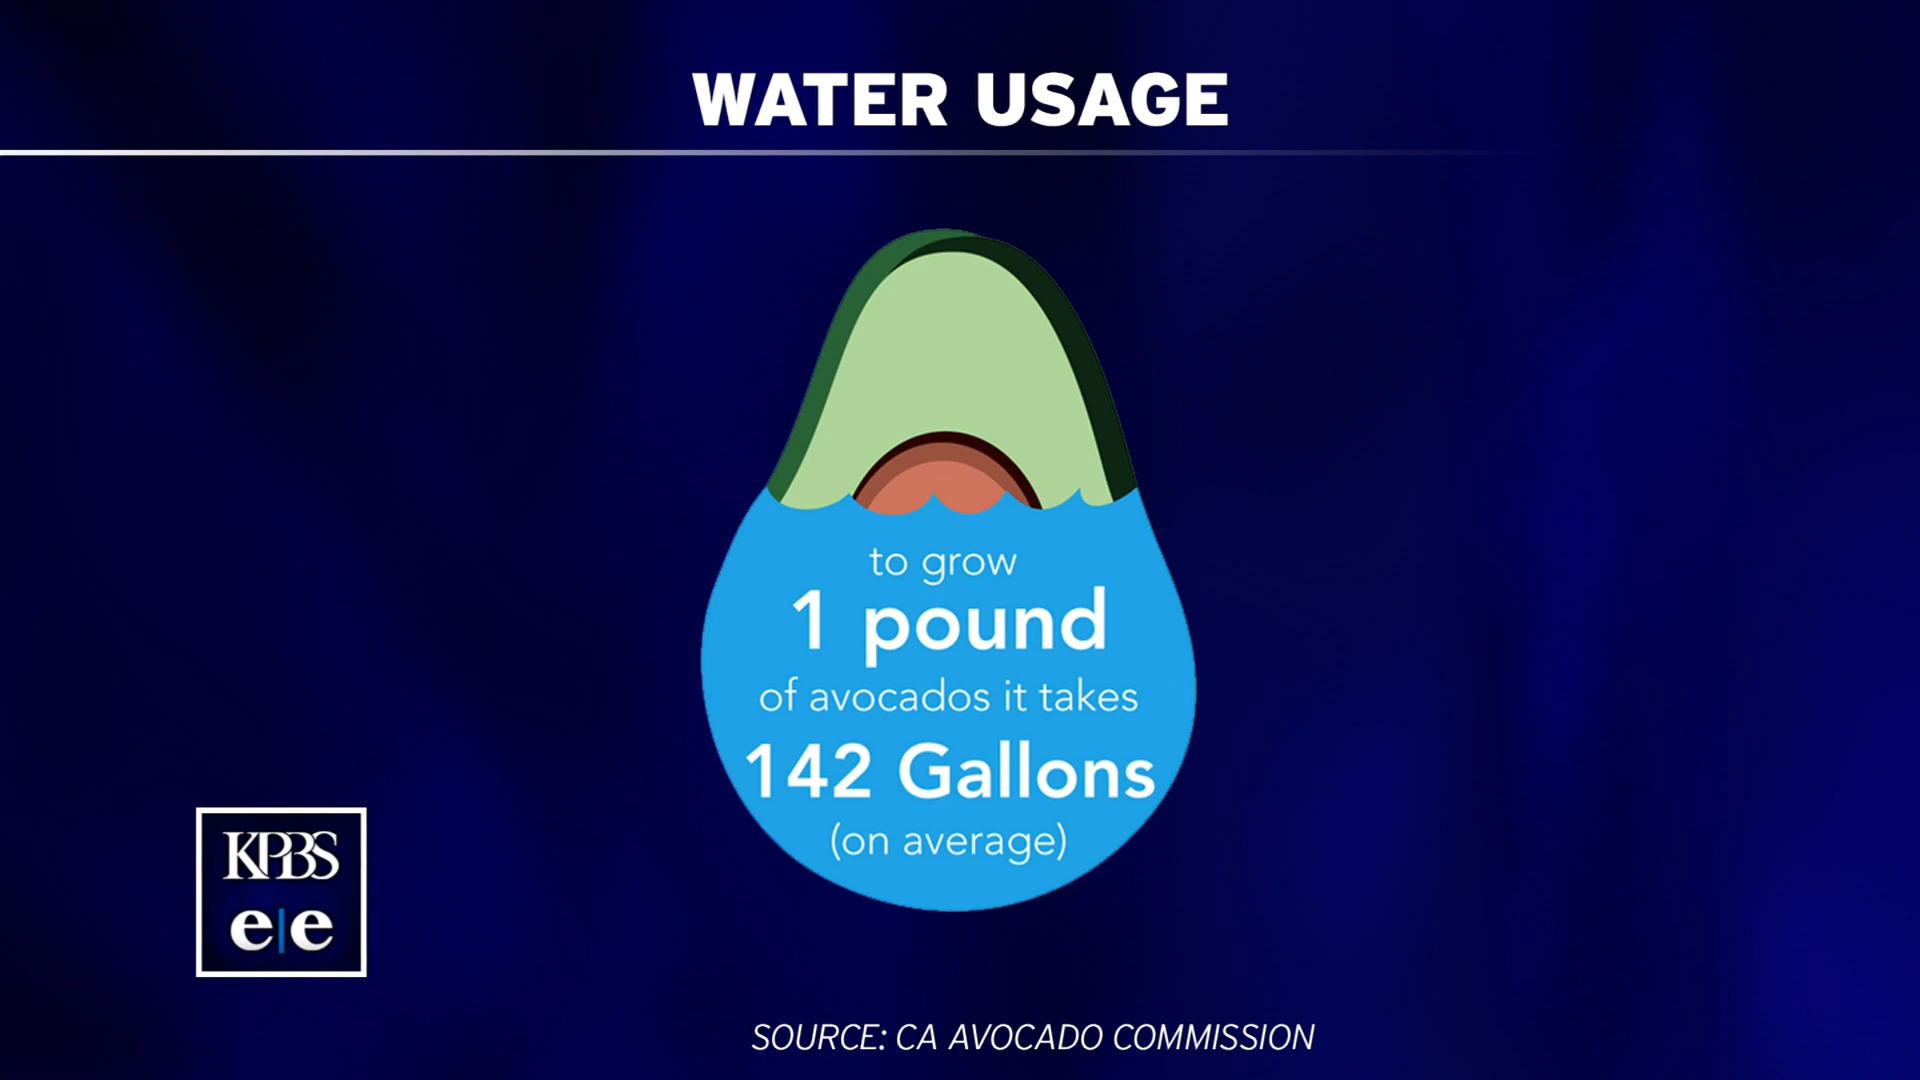 WATER USAGE
to grow
1 pound
of avocados it takes
142 Gallons
(on average)
KPBS
e|e
SOURCE: CA AVOCADO COMMISSION